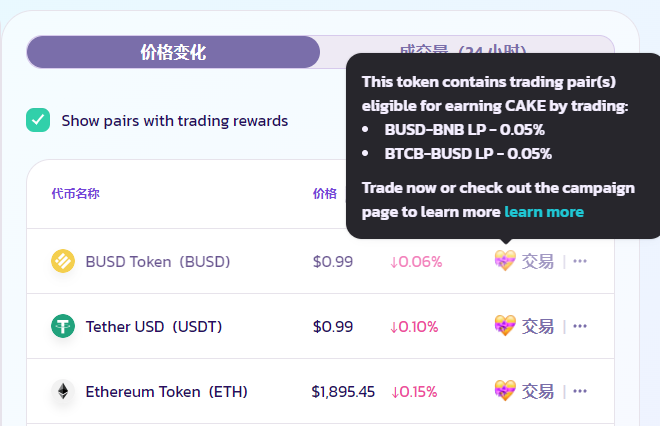 价格变化
成交量（24 小时）
This token contains trading pair(s)
eligible for earning CAKE by trading:
• BUSD-BNB LP - 0.05%
• BTCB-BUSD LP - 0.05%
Trade now or check out the campaign
page to learn more learn more
Show pairs with trading rewards
代币名称 价格
BUSD Token（BUSD） $0.99 ↓0.06% 交易 | ···
Tether USD（USDT） $0.99 ↓0.10% 交易 | ···
Ethereum Token（ETH） $1,895.45 ↓0.15% 交易 | ···